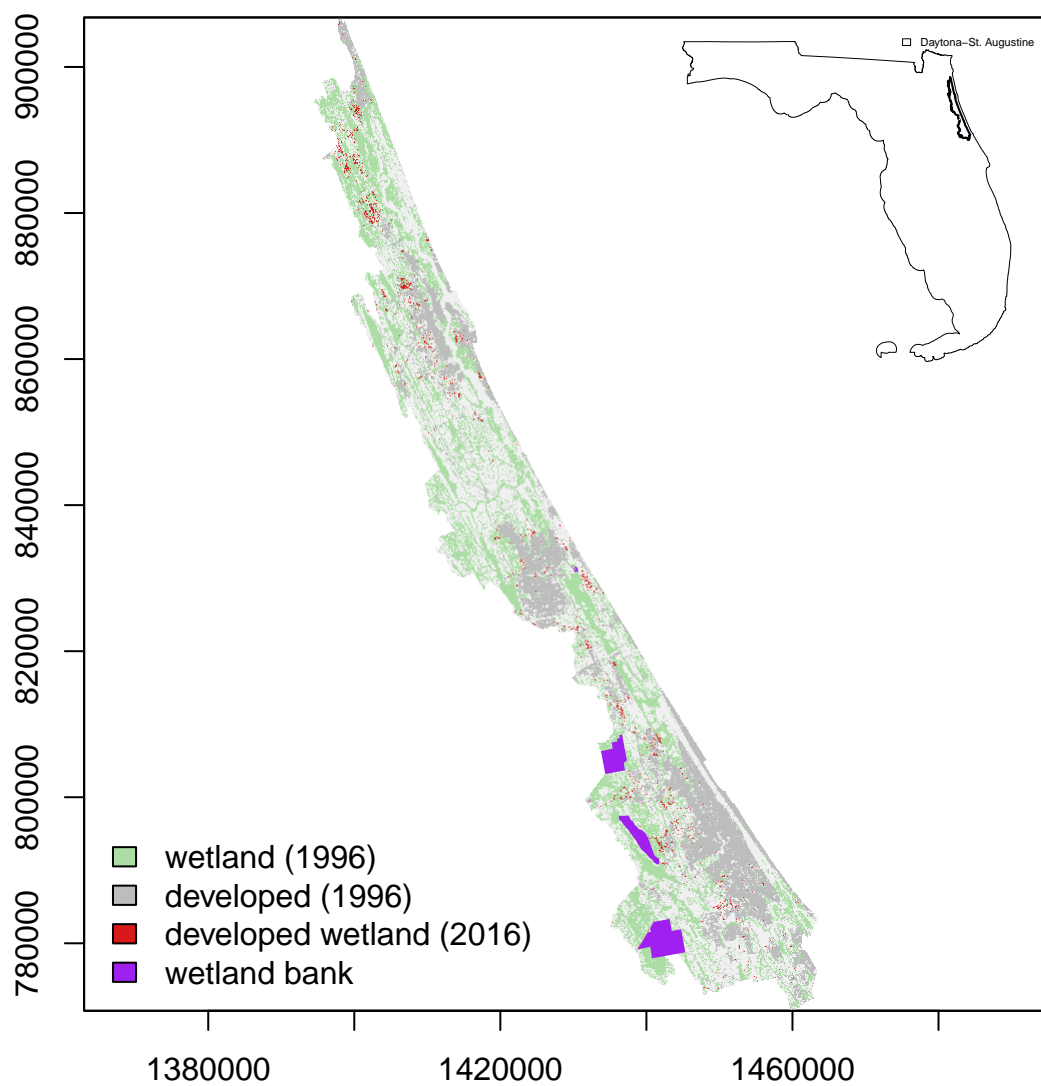 Daytona−St. Augustine
900000
880000
860000
840000
820000
800000
780000
wetland (1996)
developed (1996)
developed wetland (2016)
wetland bank
1380000
1420000
1460000